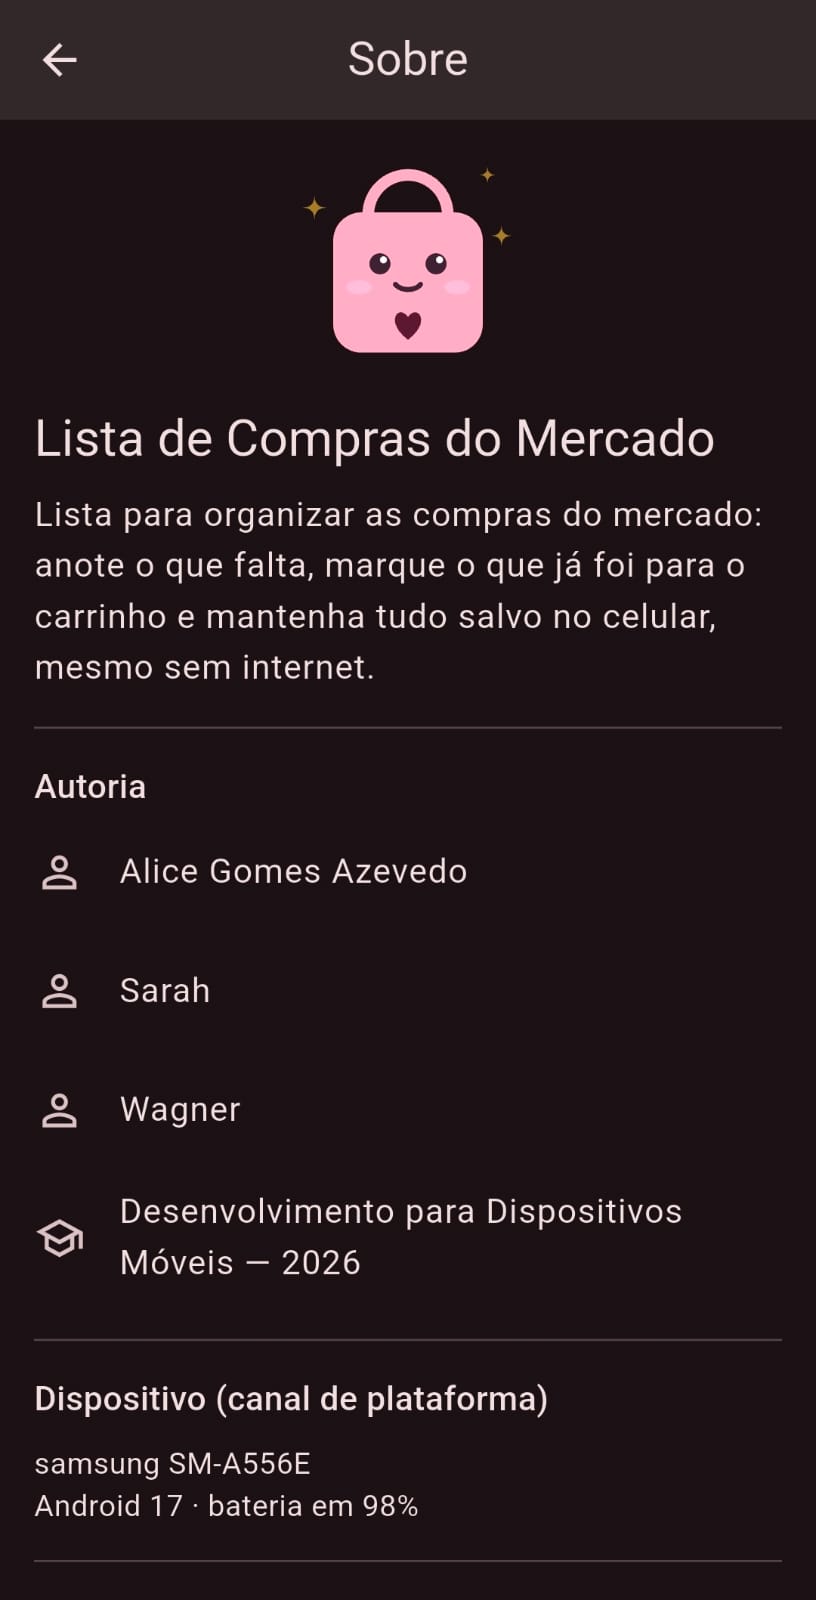 Sobre
Lista de Compras do Mercado
Lista para organizar as compras do mercado:
anote o que falta, marque o que já foi para o
carrinho e mantenha tudo salvo no celular,
mesmo sem internet.
Autoria
Alice Gomes Azevedo
Sarah
Wagner
Desenvolvimento para Dispositivos
Móveis — 2026
Dispositivo (canal de plataforma)
samsung SM-A556E
Android 17 · bateria em 98%